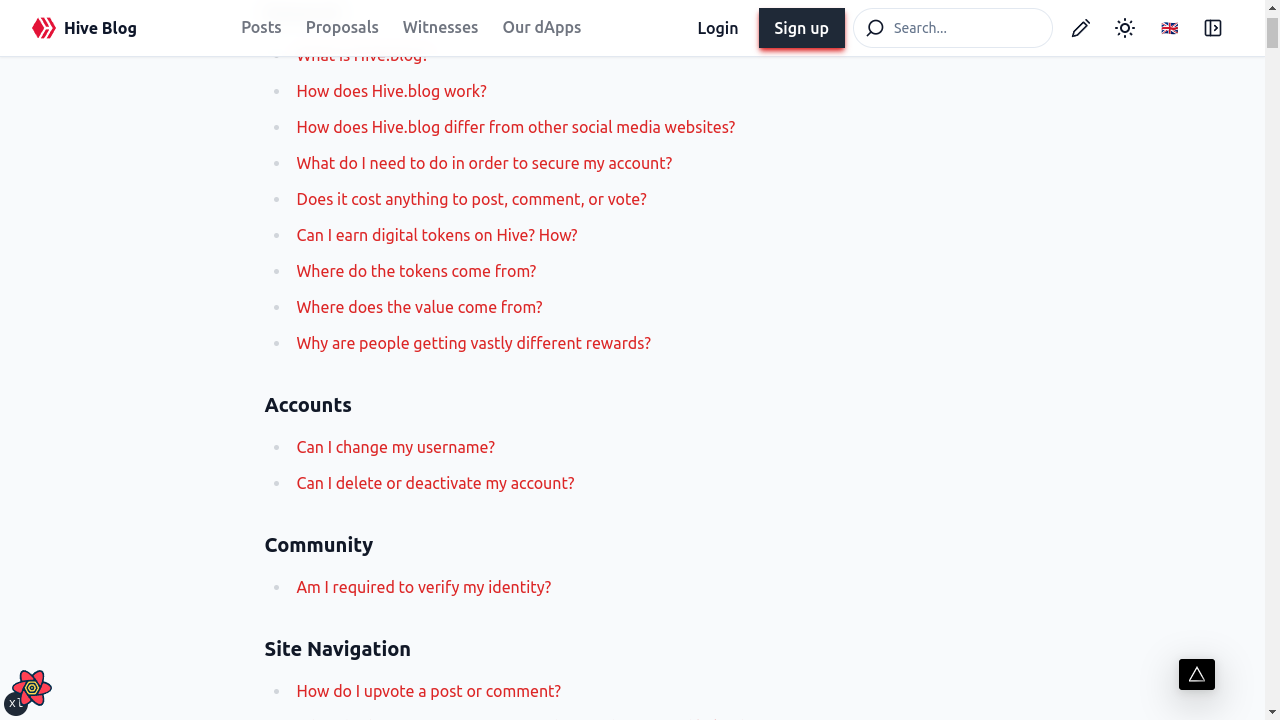 Hive Blog
Posts
Proposals
Witnesses
Our dApps
Login
Sign up
Search...
What is Hive.blog?
How does Hive.blog work?
How does Hive.blog differ from other social media websites?
What do I need to do in order to secure my account?
Does it cost anything to post, comment, or vote?
Can I earn digital tokens on Hive? How?
Where do the tokens come from?
Where does the value come from?
Why are people getting vastly different rewards?
Accounts
Can I change my username?
Can I delete or deactivate my account?
Community
Am I required to verify my identity?
Site Navigation
How do I upvote a post or comment?
xl